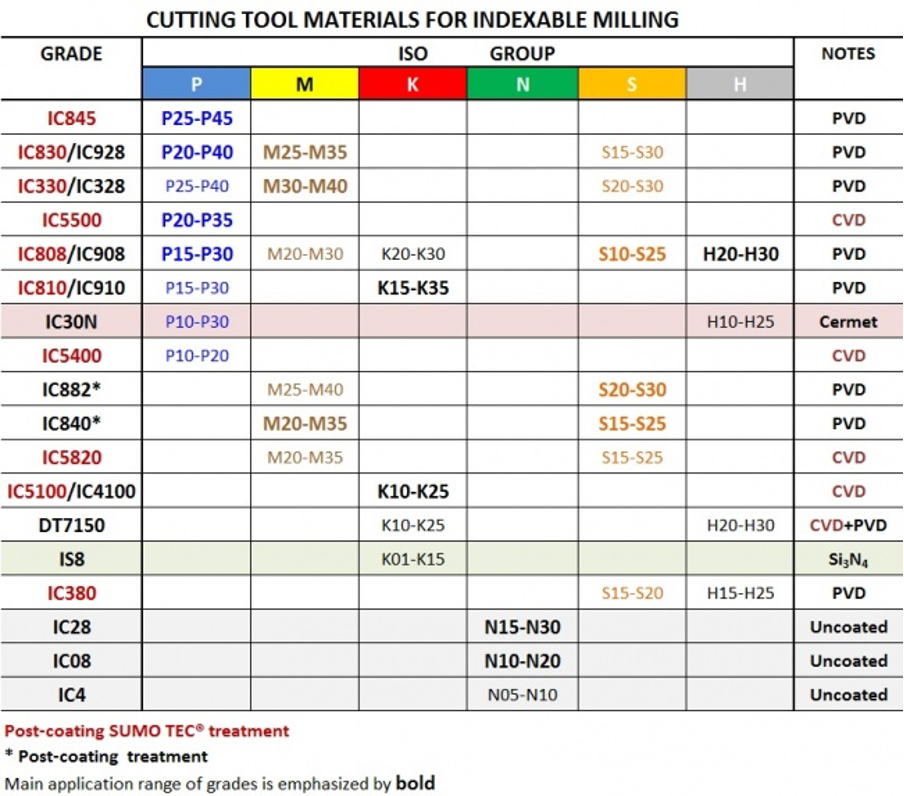 CUTTING TOOL MATERIALS FOR INDEXABLE MILLING
GRADE ISO GROUP NOTES
P M K N S H
IC845 P25-P45 PVD
IC830/IC928 P20-P40 M25-M35 S15-S30 PVD
IC330/IC328 P25-P40 M30-M40 S20-S30 PVD
IC5500 P20-P35 CVD
IC808/IC908 P15-P30 M20-M30 K20-K30 S10-S25 H20-H30 PVD
IC810/IC910 P15-P30 K15-K35 PVD
IC30N P10-P30 H10-H25 Cermet
IC5400 P10-P20 CVD
IC882* M25-M40 S20-S30 PVD
IC840* M20-M35 S15-S25 PVD
IC5820 M20-M35 S15-S25 CVD
IC5100/IC4100 K10-K25 CVD
DT7150 K10-K25 H20-H30 CVD+PVD
IS8 K01-K15 Si₃N₄
IC380 S15-S20 H15-H25 PVD
IC28 N15-N30 Uncoated
IC08 N10-N20 Uncoated
IC4 N05-N10 Uncoated
Post-coating SUMO TEC® treatment
* Post-coating treatment
Main application range of grades is emphasized by bold